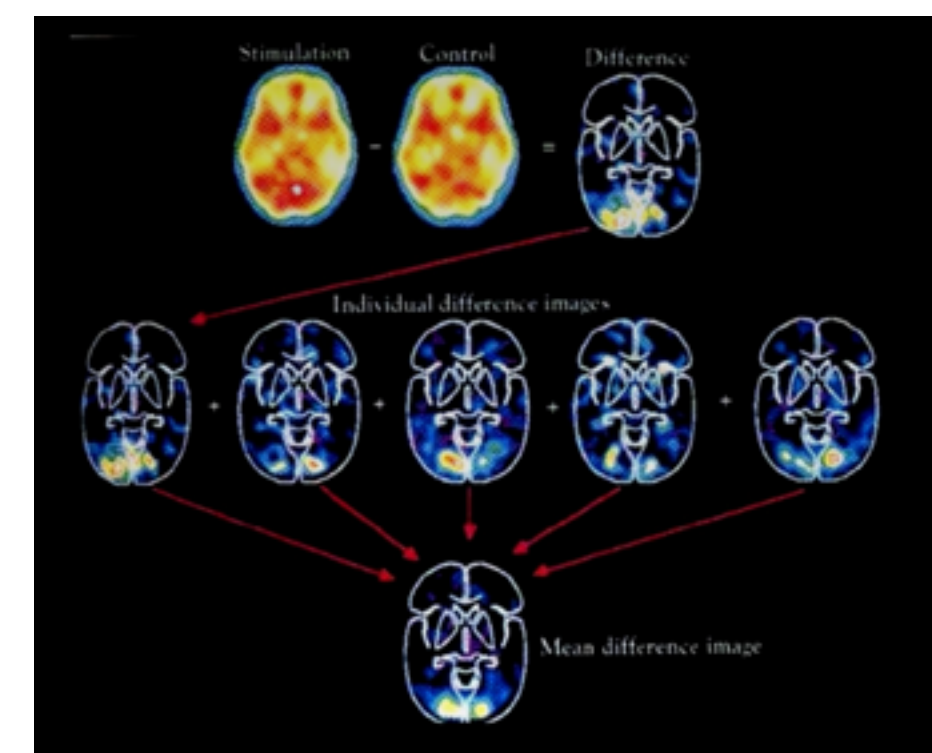 Stimulation
Control
Difference
-
=
Individual difference images
+
+
+
+
Mean difference image